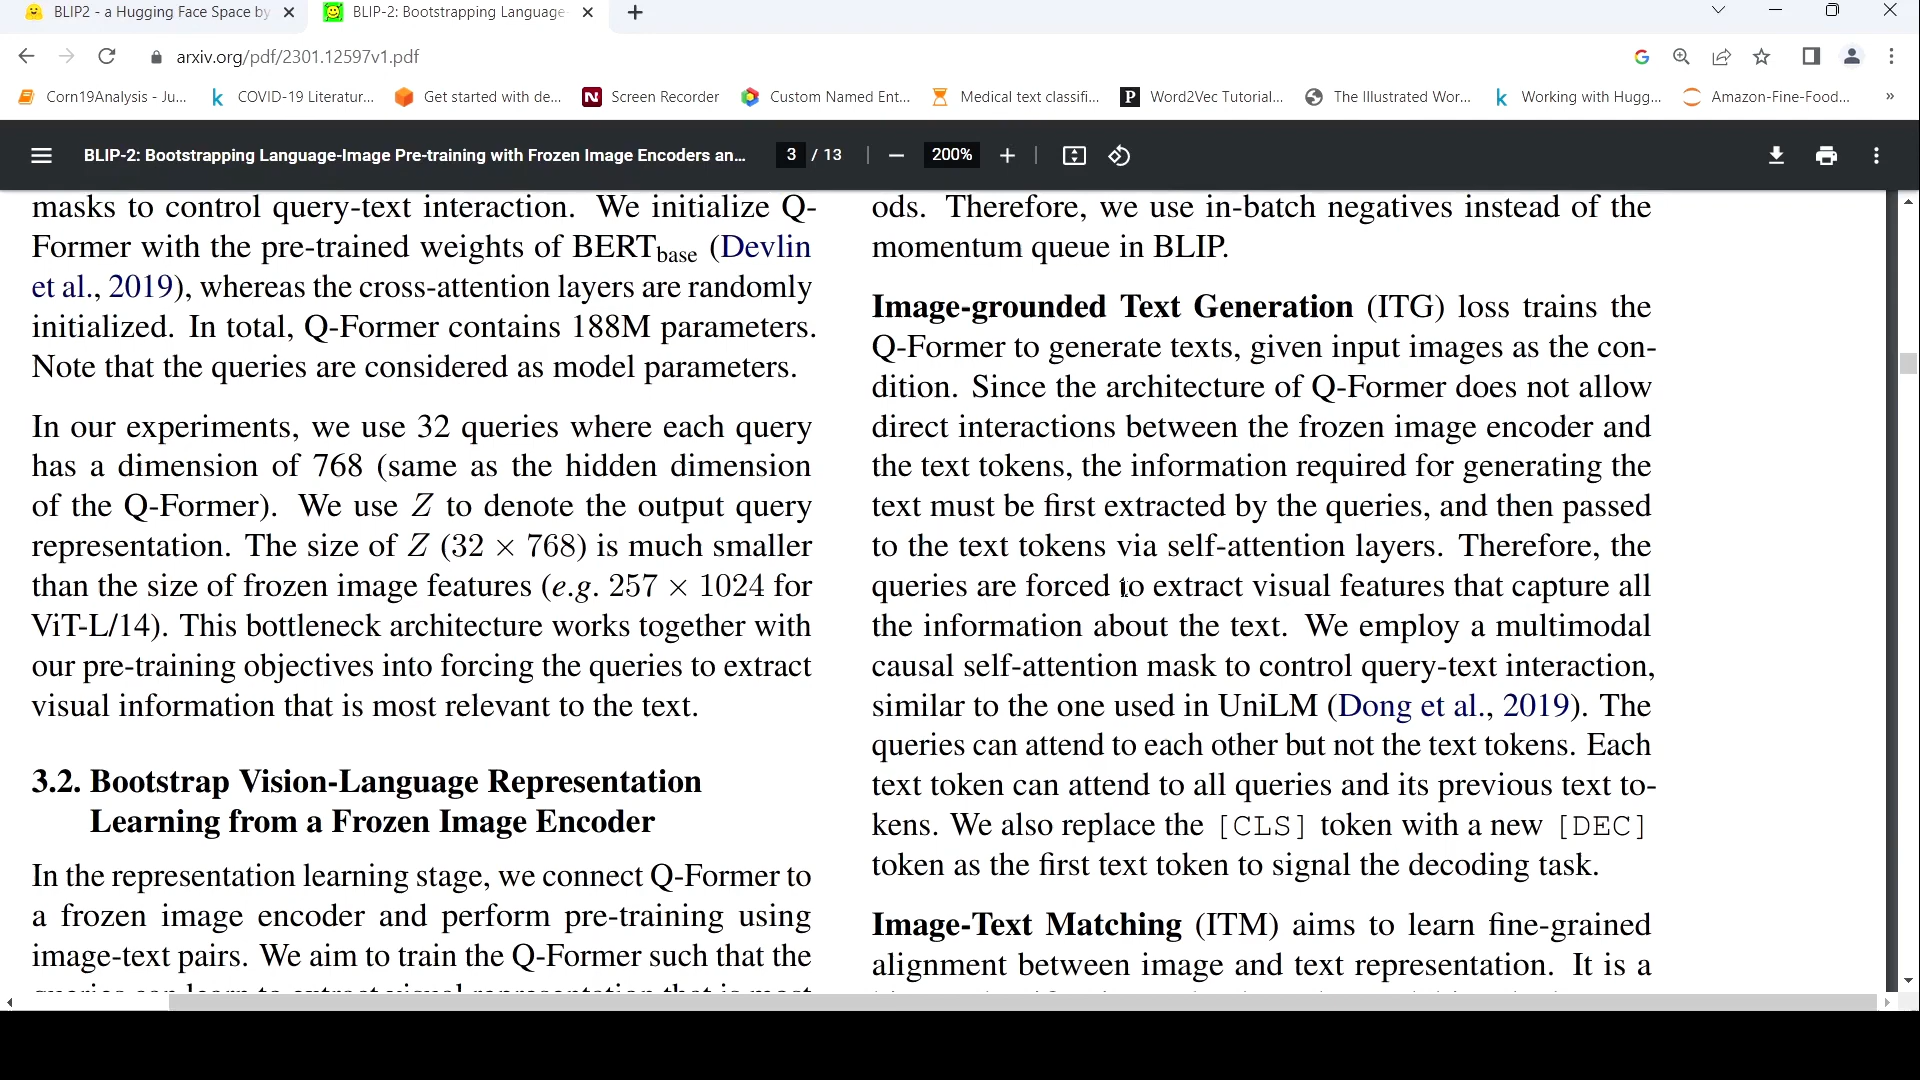 BLIP2 - a Hugging Face Space by
BLIP-2: Bootstrapping Language-
arxiv.org/pdf/2301.12597v1.pdf
Corn19Analysis - Ju...
COVID-19 Literatur...
Get started with de...
Screen Recorder
Custom Named Ent...
Medical text classifi...
Word2Vec Tutorial...
The Illustrated Wor...
Working with Hugg...
Amazon-Fine-Food...
»
BLIP-2: Bootstrapping Language-Image Pre-training with Frozen Image Encoders an...
3 / 13
200%
masks to control query-text interaction. We initialize Q-
Former with the pre-trained weights of BERTbase (Devlin
et al., 2019), whereas the cross-attention layers are randomly
initialized. In total, Q-Former contains 188M parameters.
Note that the queries are considered as model parameters.
In our experiments, we use 32 queries where each query
has a dimension of 768 (same as the hidden dimension
of the Q-Former). We use Z to denote the output query
representation. The size of Z (32 × 768) is much smaller
than the size of frozen image features (e.g. 257 × 1024 for
ViT-L/14). This bottleneck architecture works together with
our pre-training objectives into forcing the queries to extract
visual information that is most relevant to the text.
3.2. Bootstrap Vision-Language Representation
Learning from a Frozen Image Encoder
In the representation learning stage, we connect Q-Former to
a frozen image encoder and perform pre-training using
image-text pairs. We aim to train the Q-Former such that the
ods. Therefore, we use in-batch negatives instead of the
momentum queue in BLIP.
Image-grounded Text Generation (ITG) loss trains the
Q-Former to generate texts, given input images as the con-
dition. Since the architecture of Q-Former does not allow
direct interactions between the frozen image encoder and
the text tokens, the information required for generating the
text must be first extracted by the queries, and then passed
to the text tokens via self-attention layers. Therefore, the
queries are forced to extract visual features that capture all
the information about the text. We employ a multimodal
causal self-attention mask to control query-text interaction,
similar to the one used in UniLM (Dong et al., 2019). The
queries can attend to each other but not the text tokens. Each
text token can attend to all queries and its previous text to-
kens. We also replace the [CLS] token with a new [DEC]
token as the first text token to signal the decoding task.
Image-Text Matching (ITM) aims to learn fine-grained
alignment between image and text representation. It is a